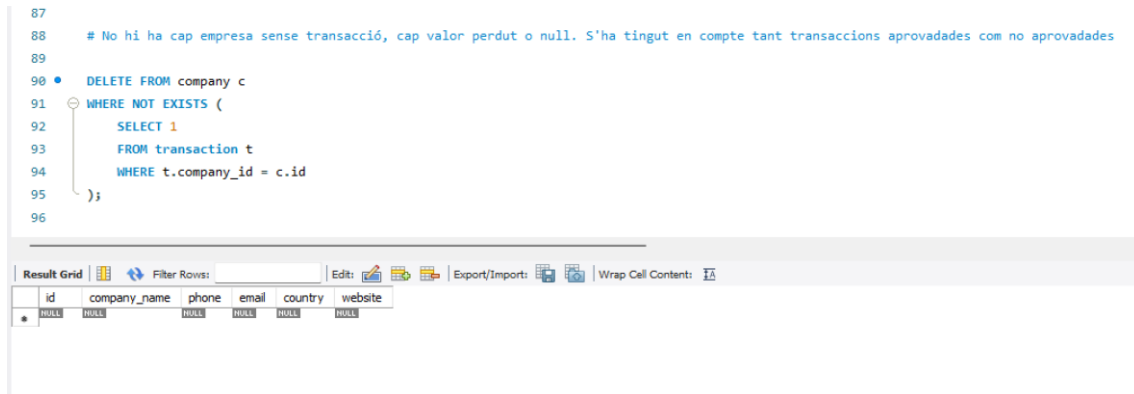 87
88 # No hi ha cap empresa sense transacció, cap valor perdut o null. S'ha tingut en compte tant transaccions aprovadades com no aprovadades
89
90 DELETE FROM company c
91 WHERE NOT EXISTS (
92 SELECT 1
93 FROM transaction t
94 WHERE t.company_id = c.id
95 );
96
Result Grid Filter Rows: Edit: Export/Import: Wrap Cell Content:
id company_name phone email country website
NULL NULL NULL NULL NULL NULL